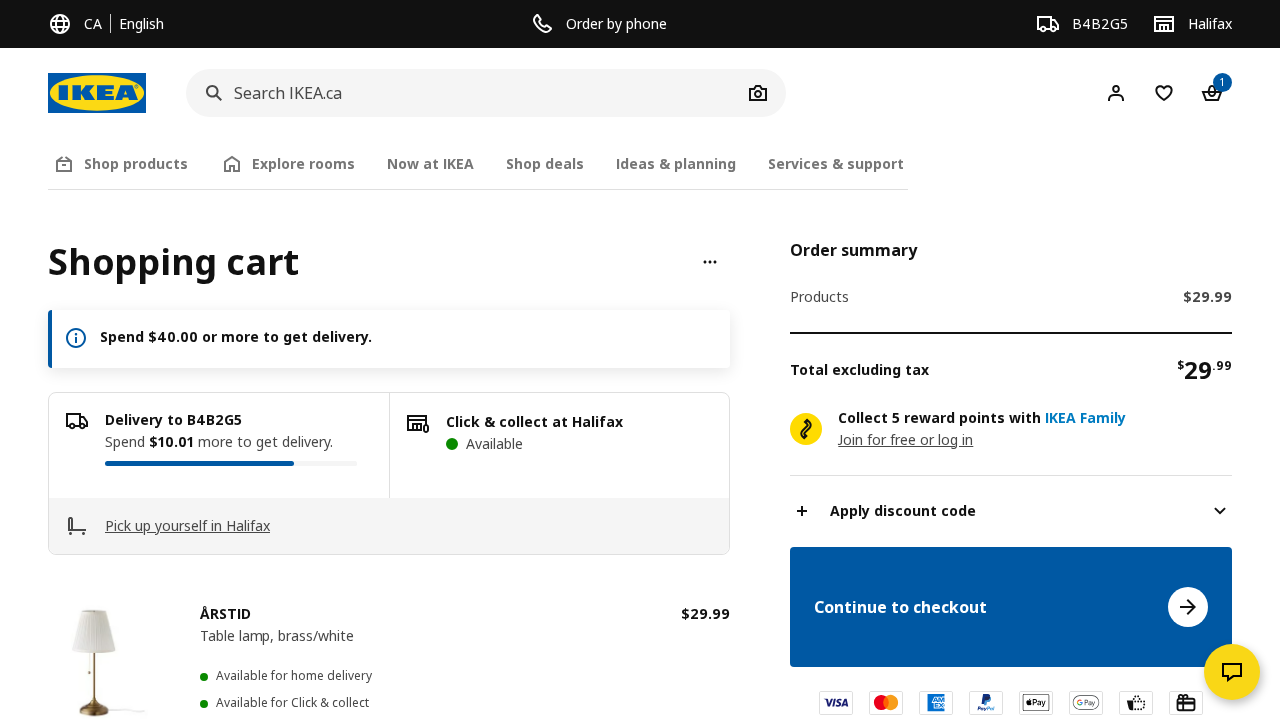 CA English
Order by phone
B4B2G5
Halifax
IKEA
Search IKEA.ca
1
Shop products
Explore rooms
Now at IKEA
Shop deals
Ideas & planning
Services & support
Shopping cart
Spend $40.00 or more to get delivery.
Delivery to B4B2G5
Spend $10.01 more to get delivery.
Click & collect at Halifax
Available
Pick up yourself in Halifax
ÅRSTID
$29.99
Table lamp, brass/white
Available for home delivery
Available for Click & collect
Order summary
Products
$29.99
Total excluding tax
$29.99
Collect 5 reward points with IKEA Family
Join for free or log in
Apply discount code
Continue to checkout
VISA
AMEX
PayPal
Pay
G Pay